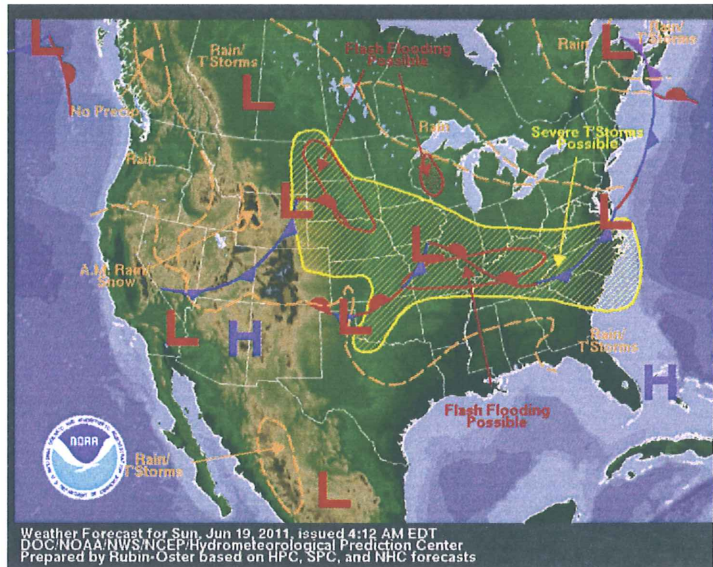 L
Rain/
T'Storms
Flash Flooding
Possible
Rain
L
Rain/
T'Storms
L
No Precip
Rain
Rain
Severe T'Storms
Possible
L
L
L
A.M. Rain/
Snow
L
L
H
Rain/
T'Storms
H
Flash Flooding
Possible
NOAA
Rain/
T'Storms
L
Weather Forecast for Sun, Jun 19, 2011, issued 4:12 AM EDT
DOC/NOAA/NWS/NCEP/Hydrometeorological Prediction Center
Prepared by Rubin-Oster based on HPC, SPC, and NHC forecasts